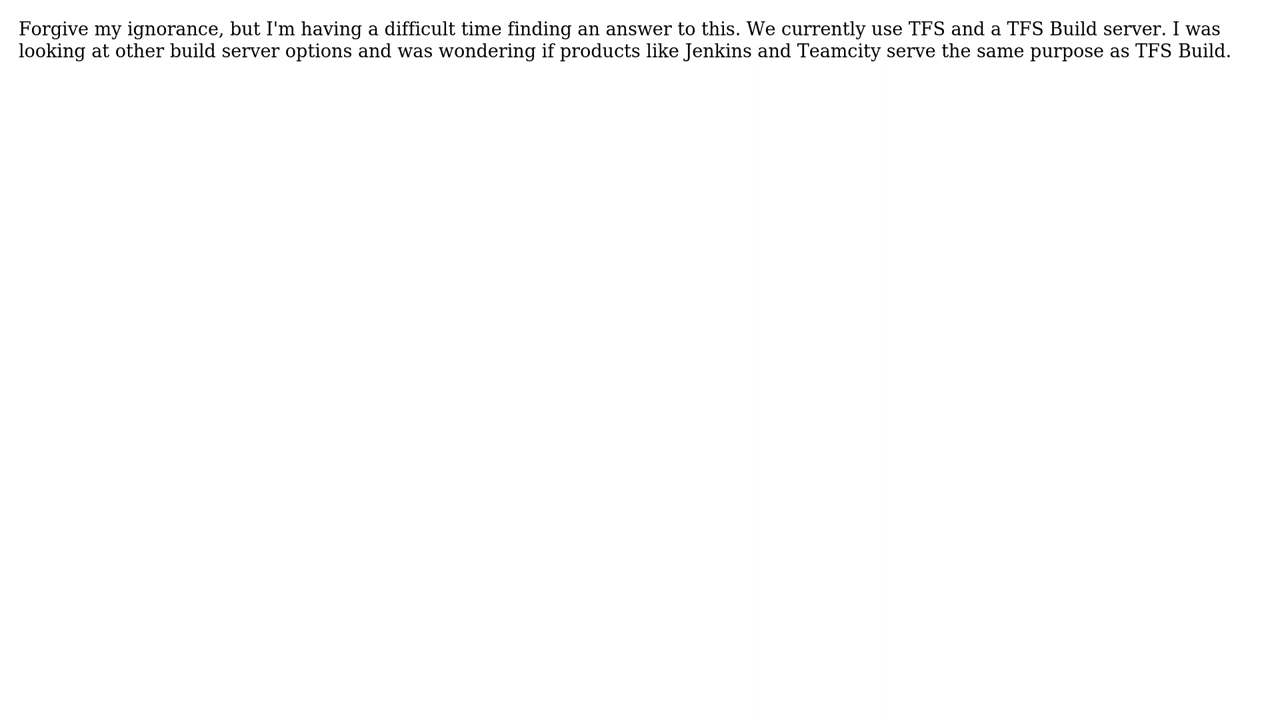 Forgive my ignorance, but I'm having a difficult time finding an answer to this. We currently use TFS and a TFS Build server. I was
looking at other build server options and was wondering if products like Jenkins and Teamcity serve the same purpose as TFS Build.